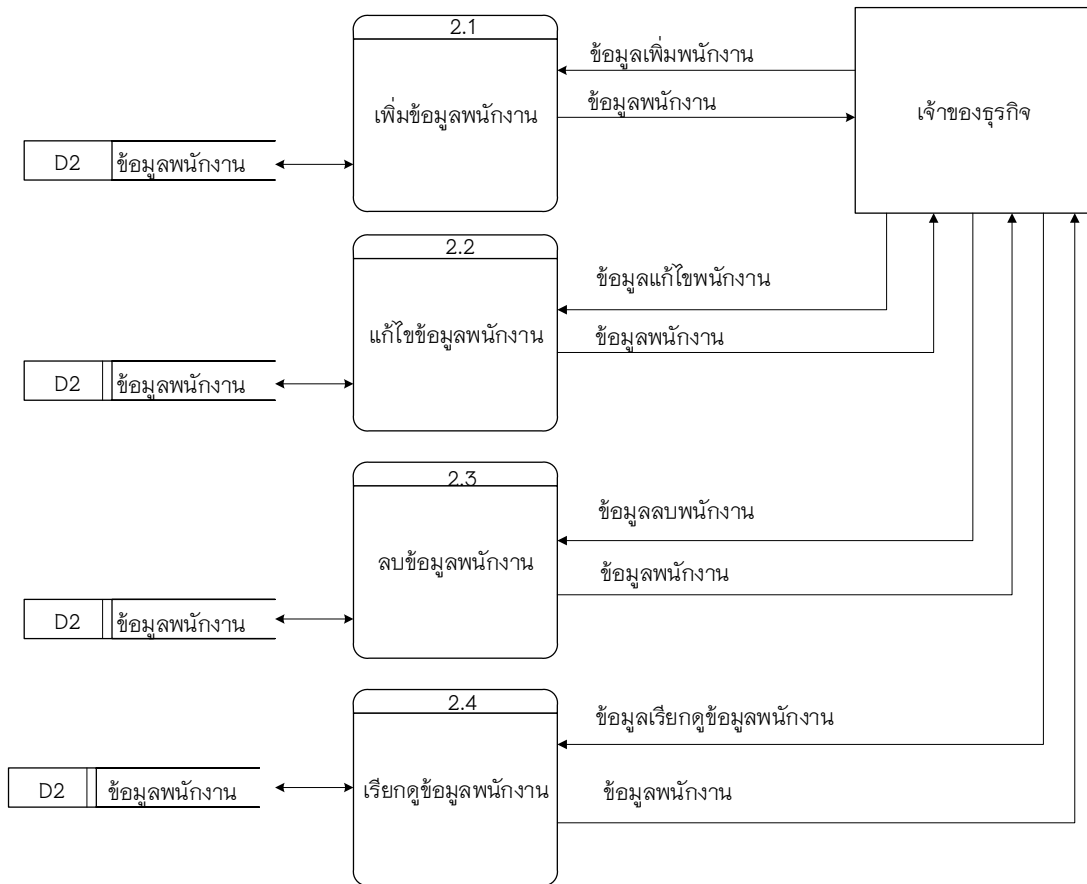 2.1
ข้อมูลเพิ่มพนักงาน
เพิ่มข้อมูลพนักงาน
ข้อมูลพนักงาน
เจ้าของธุรกิจ
D2 ข้อมูลพนักงาน
2.2
ข้อมูลแก้ไขพนักงาน
แก้ไขข้อมูลพนักงาน
ข้อมูลพนักงาน
D2 ข้อมูลพนักงาน
2.3
ข้อมูลลบพนักงาน
ลบข้อมูลพนักงาน
ข้อมูลพนักงาน
D2 ข้อมูลพนักงาน
2.4
ข้อมูลเรียกดูข้อมูลพนักงาน
D2 ข้อมูลพนักงาน
เรียกดูข้อมูลพนักงาน
ข้อมูลพนักงาน